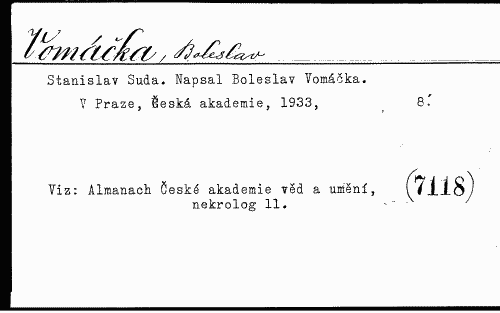 Vomáčka, Boleslav
Stanislav Suda. Napsal Boleslav Vomáčka.
V Praze, Česká akademie, 1933, 8.
Viz: Almanach České akademie věd a umění, (7118)
nekrolog 11.